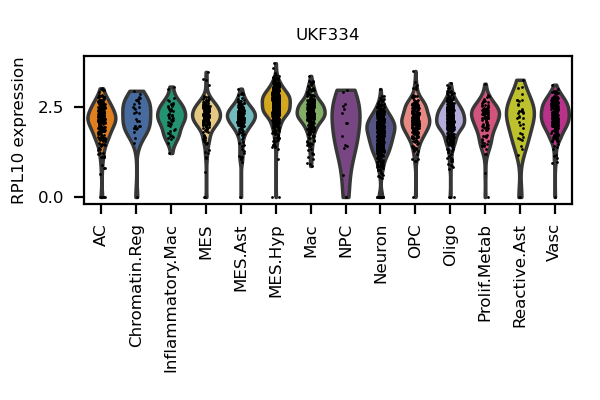 UKF334
RPL10 expression
2.5
0.0
AC
Chromatin.Reg
Inflammatory.Mac
MES
MES.Ast
MES.Hyp
Mac
NPC
Neuron
OPC
Oligo
Prolif.Metab
Reactive.Ast
Vasc